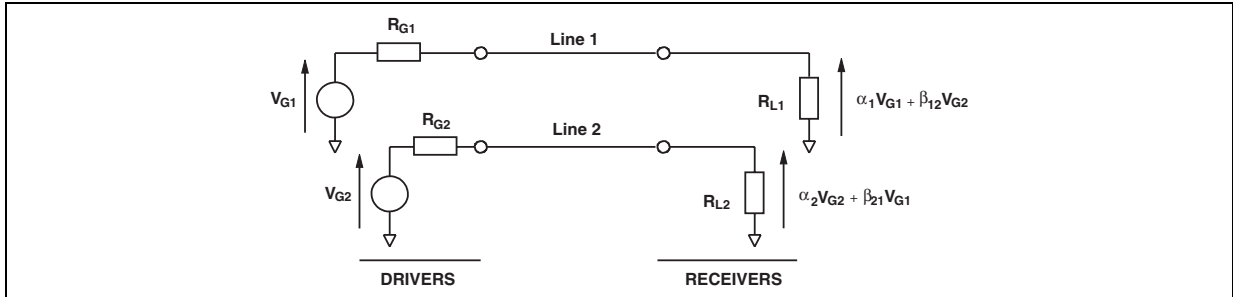 R_G1
Line 1
V_G1
R_L1
α_1V_G1 + β_12V_G2
R_G2
Line 2
V_G2
R_L2
α_2V_G2 + β_21V_G1
DRIVERS
RECEIVERS